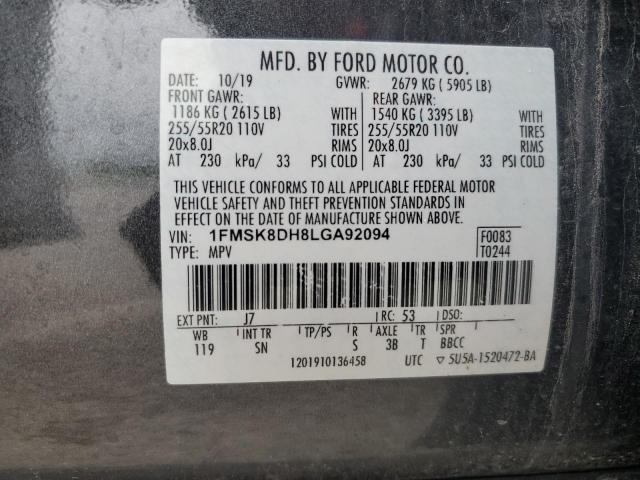 MFD. BY FORD MOTOR CO.
DATE: 10/19 GVWR: 2679 KG ( 5905 LB)
FRONT GAWR: REAR GAWR:
1186 KG ( 2615 LB) WITH 1540 KG ( 3395 LB) WITH
255/55R20 110V TIRES 255/55R20 110V TIRES
20x8.0J RIMS 20x8.0J RIMS
AT 230 kPa/ 33 PSI COLD AT 230 kPa/ 33 PSI COLD
THIS VEHICLE CONFORMS TO ALL APPLICABLE FEDERAL MOTOR
VEHICLE SAFETY AND THEFT PREVENTION STANDARDS IN
EFFECT ON THE DATE OF MANUFACTURE SHOWN ABOVE.
VIN: 1FMSK8DH8LGA92094 F0083
TYPE: MPV T0244
EXT PNT: J7 RC: 53 DSO:
WB INT TR TP/PS R AXLE TR SPR
119 SN S 3B T BBCC
1201910136458 UTC ▽ 5U5A-1520472-BA